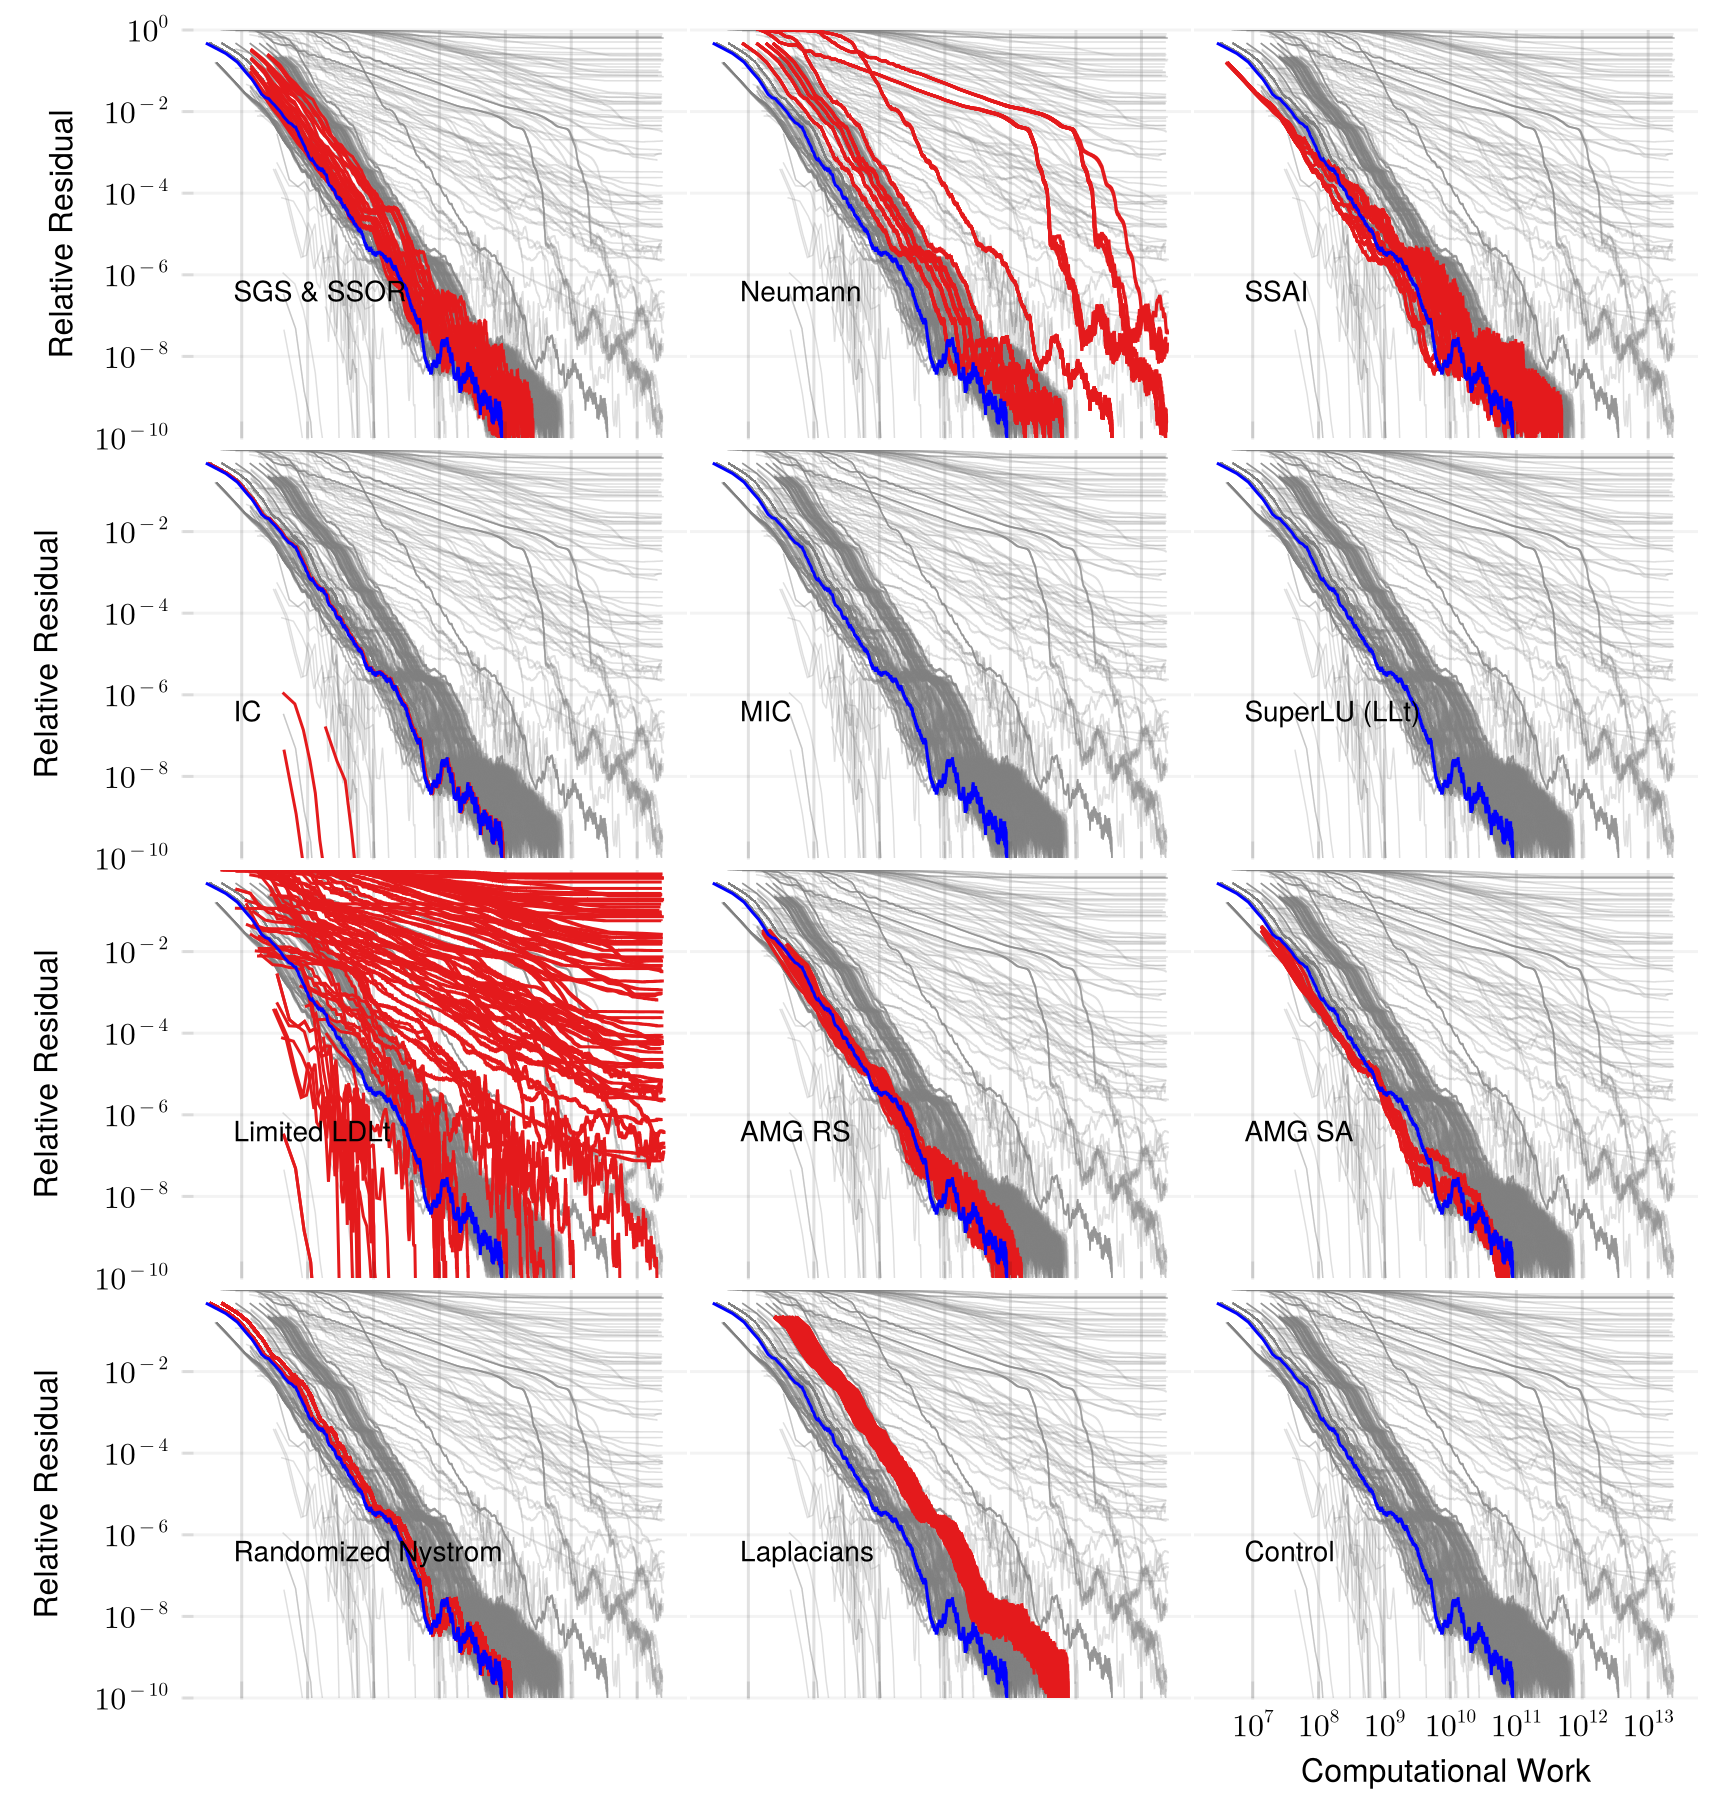 10^0
10^−2
10^−4
10^−6
10^−8
10^−10
Relative Residual
SGS & SSOR
Neumann
SSAI
10^−2
10^−4
10^−6
10^−8
10^−10
Relative Residual
IC
MIC
SuperLU (LLt)
10^−2
10^−4
10^−6
10^−8
10^−10
Relative Residual
Limited LDLt
AMG RS
AMG SA
10^−2
10^−4
10^−6
10^−8
10^−10
Relative Residual
Randomized Nystrom
Laplacians
Control
10^7 10^8 10^9 10^10 10^11 10^12 10^13
Computational Work